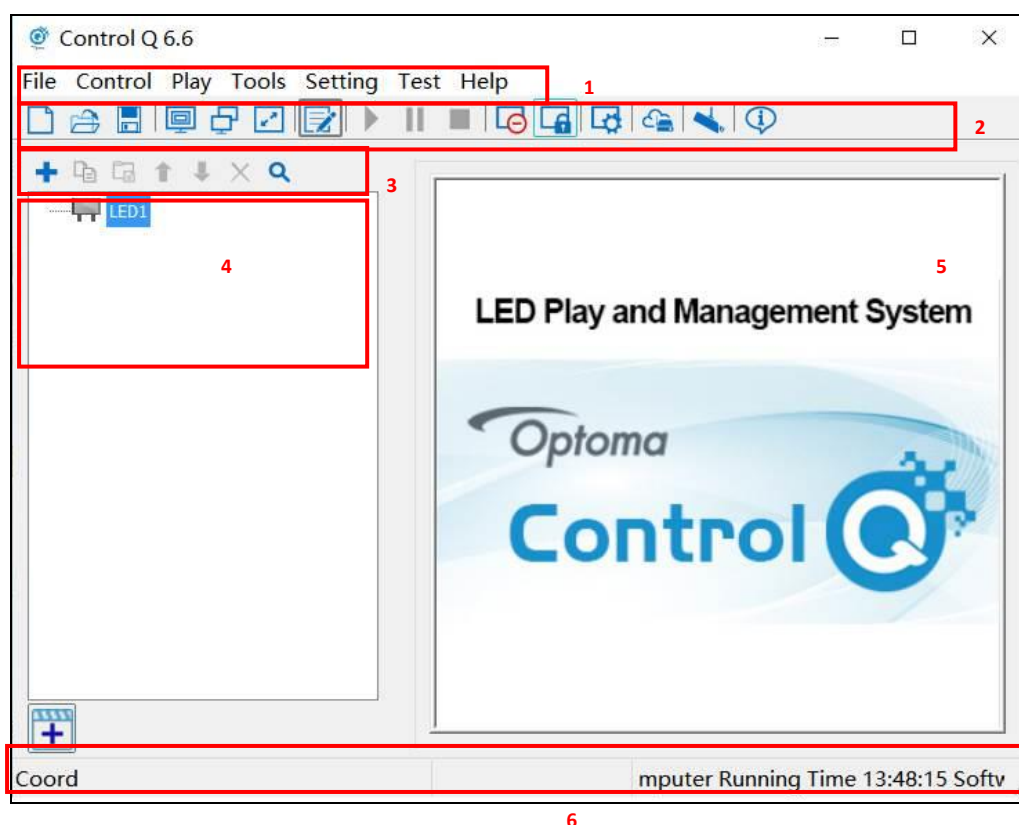 Control Q 6.6
File Control Play Tools Setting Test Help
1
2
3
LED1
4
5
LED Play and Management System
Optoma
Control Q
Coord
mputer Running Time 13:48:15 Softw
6